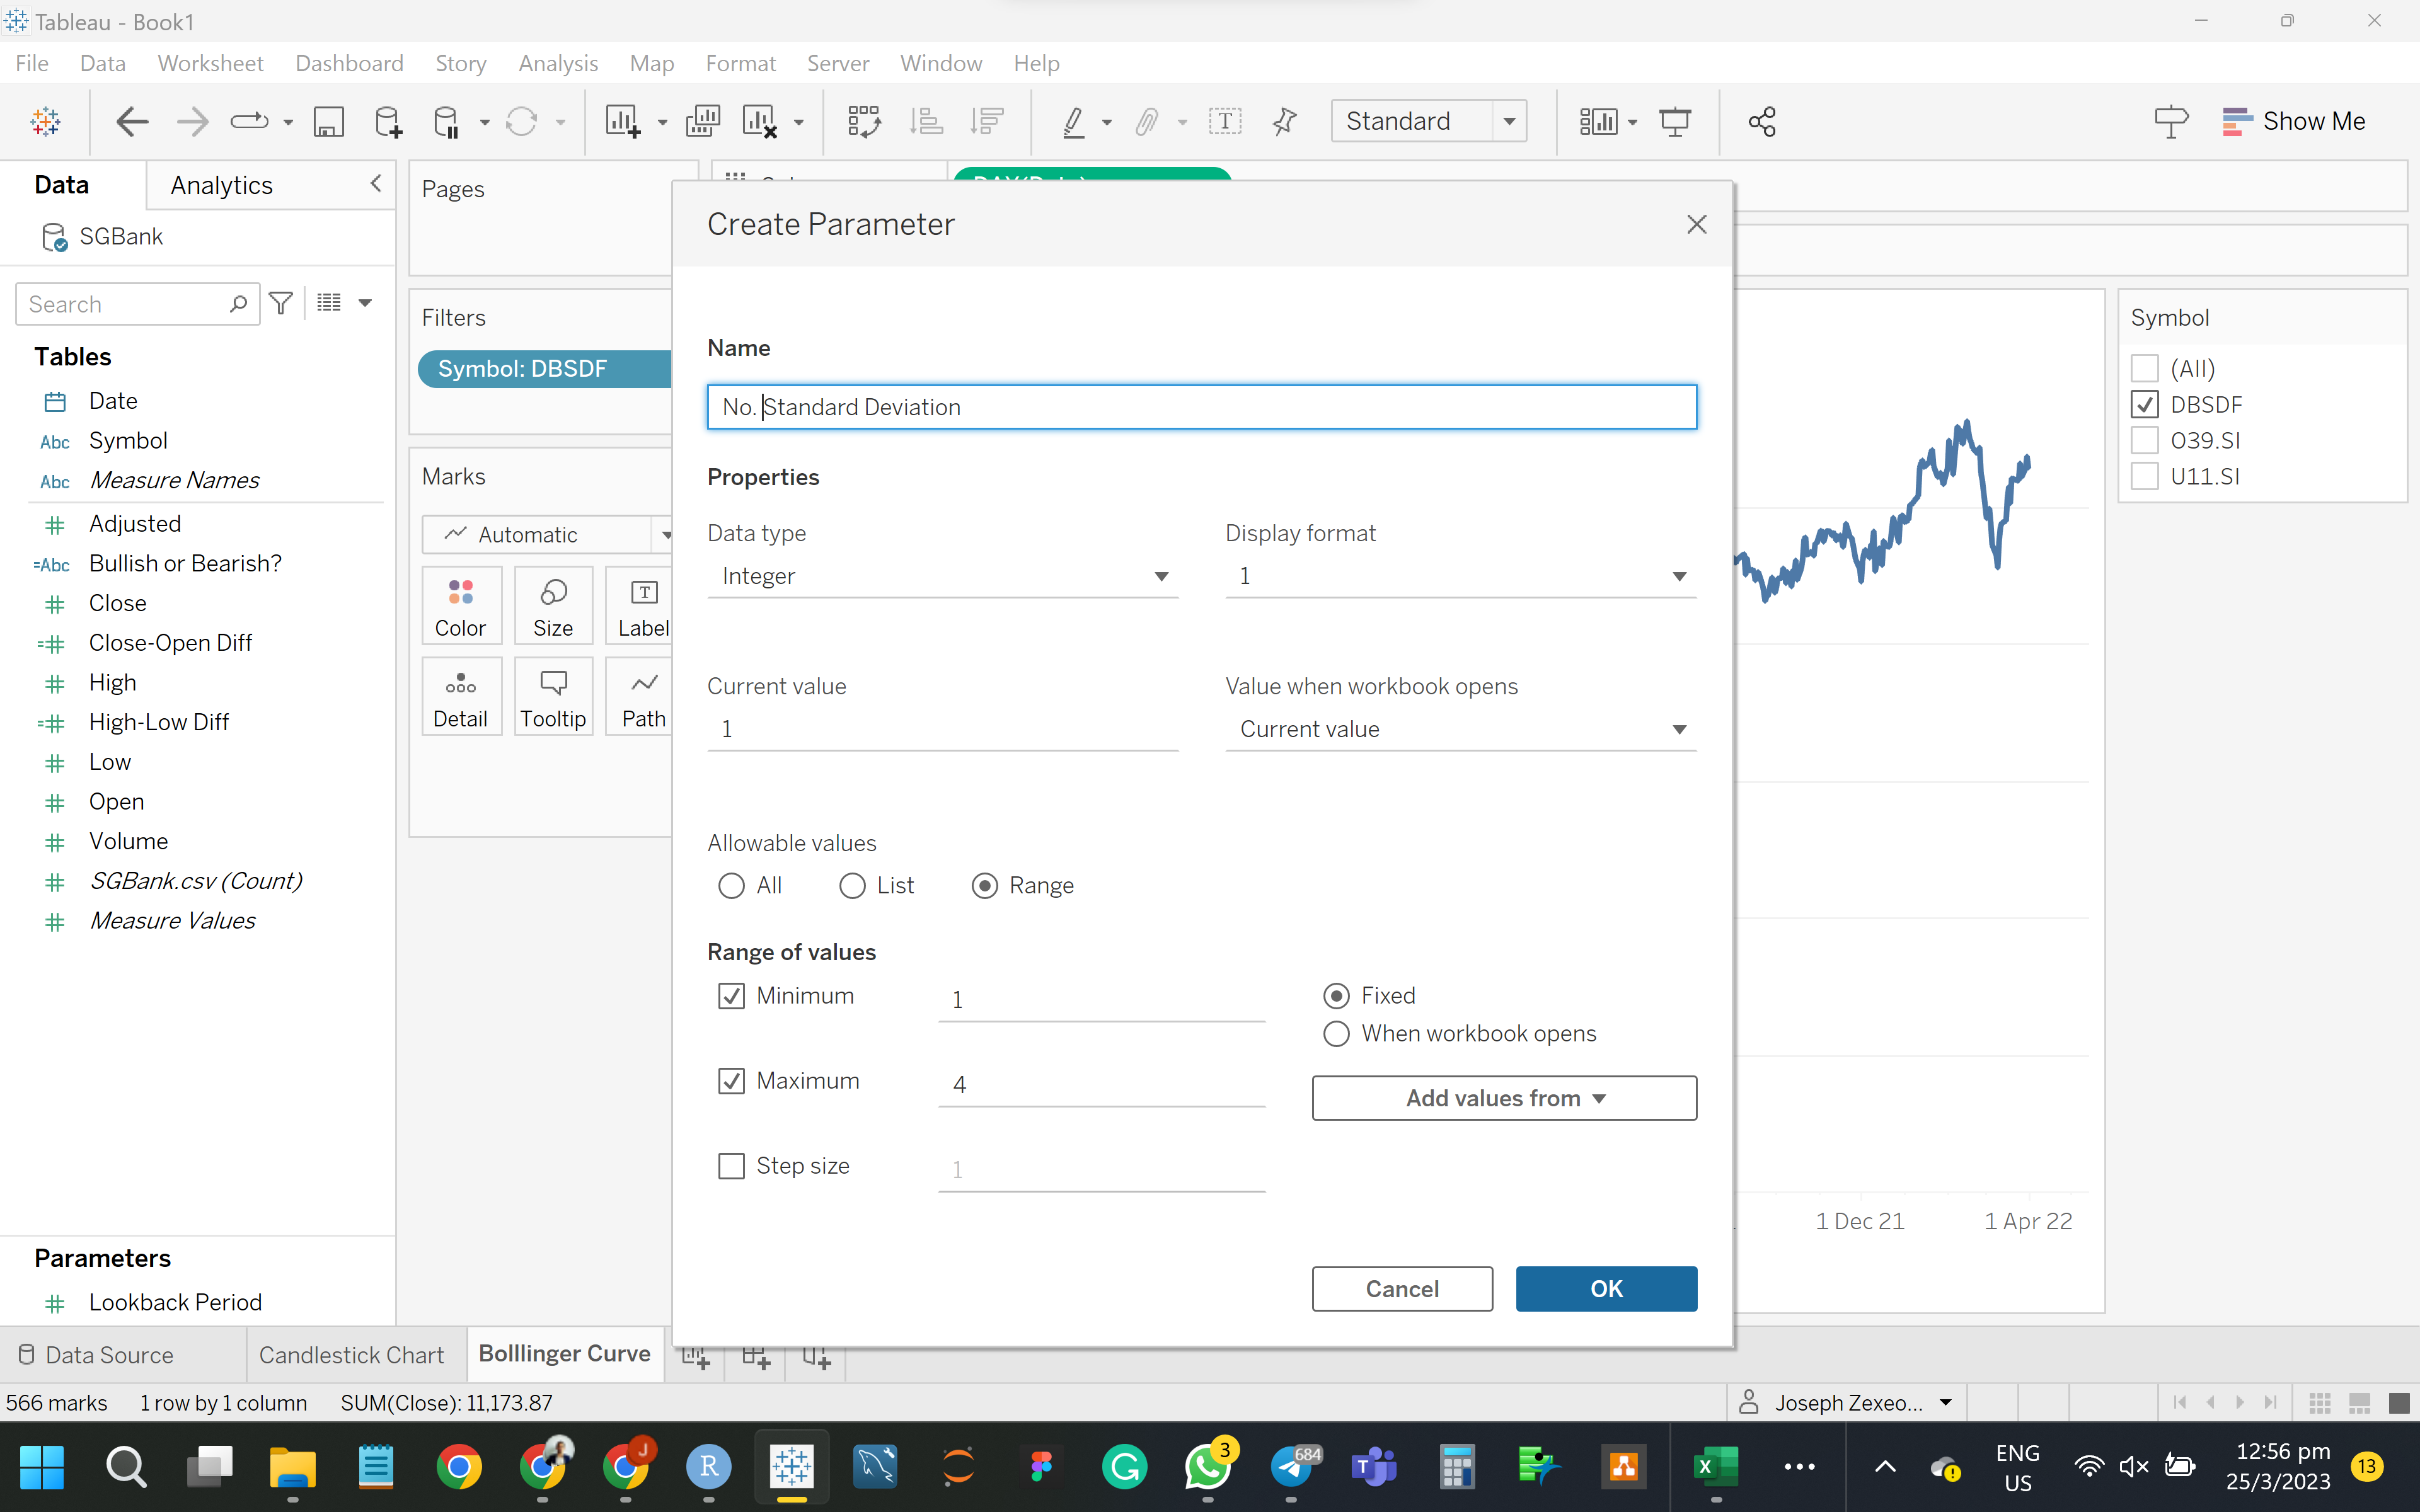 Tableau - Book1
File Data Worksheet Dashboard Story Analysis Map Format Server Window Help
Standard
Show Me
Data
Analytics
SGBank
Search
Tables
Date
Abc Symbol
Abc Measure Names
Adjusted
=Abc Bullish or Bearish?
Close
Close-Open Diff
High
High-Low Diff
Low
Open
Volume
SGBank.csv (Count)
Measure Values
Parameters
Lookback Period
Pages
Filters
Symbol: DBSDF
Marks
Automatic
Color Size Label
Detail Tooltip Path
Create Parameter
Name
No. Standard Deviation
Properties
Data type
Integer
Display format
1
Current value
1
Value when workbook opens
Current value
Allowable values
All List Range
Range of values
Minimum 1
Fixed
When workbook opens
Maximum 4
Add values from
Step size 1
Cancel OK
Symbol
(All)
DBSDF
O39.SI
U11.SI
1 Dec 21
1 Apr 22
Data Source Candlestick Chart Bolllinger Curve
566 marks 1 row by 1 column SUM(Close): 11,173.87
Joseph Zexeo...
3
684
J
R
T
X
ENG
US
12:56 pm
25/3/2023
13